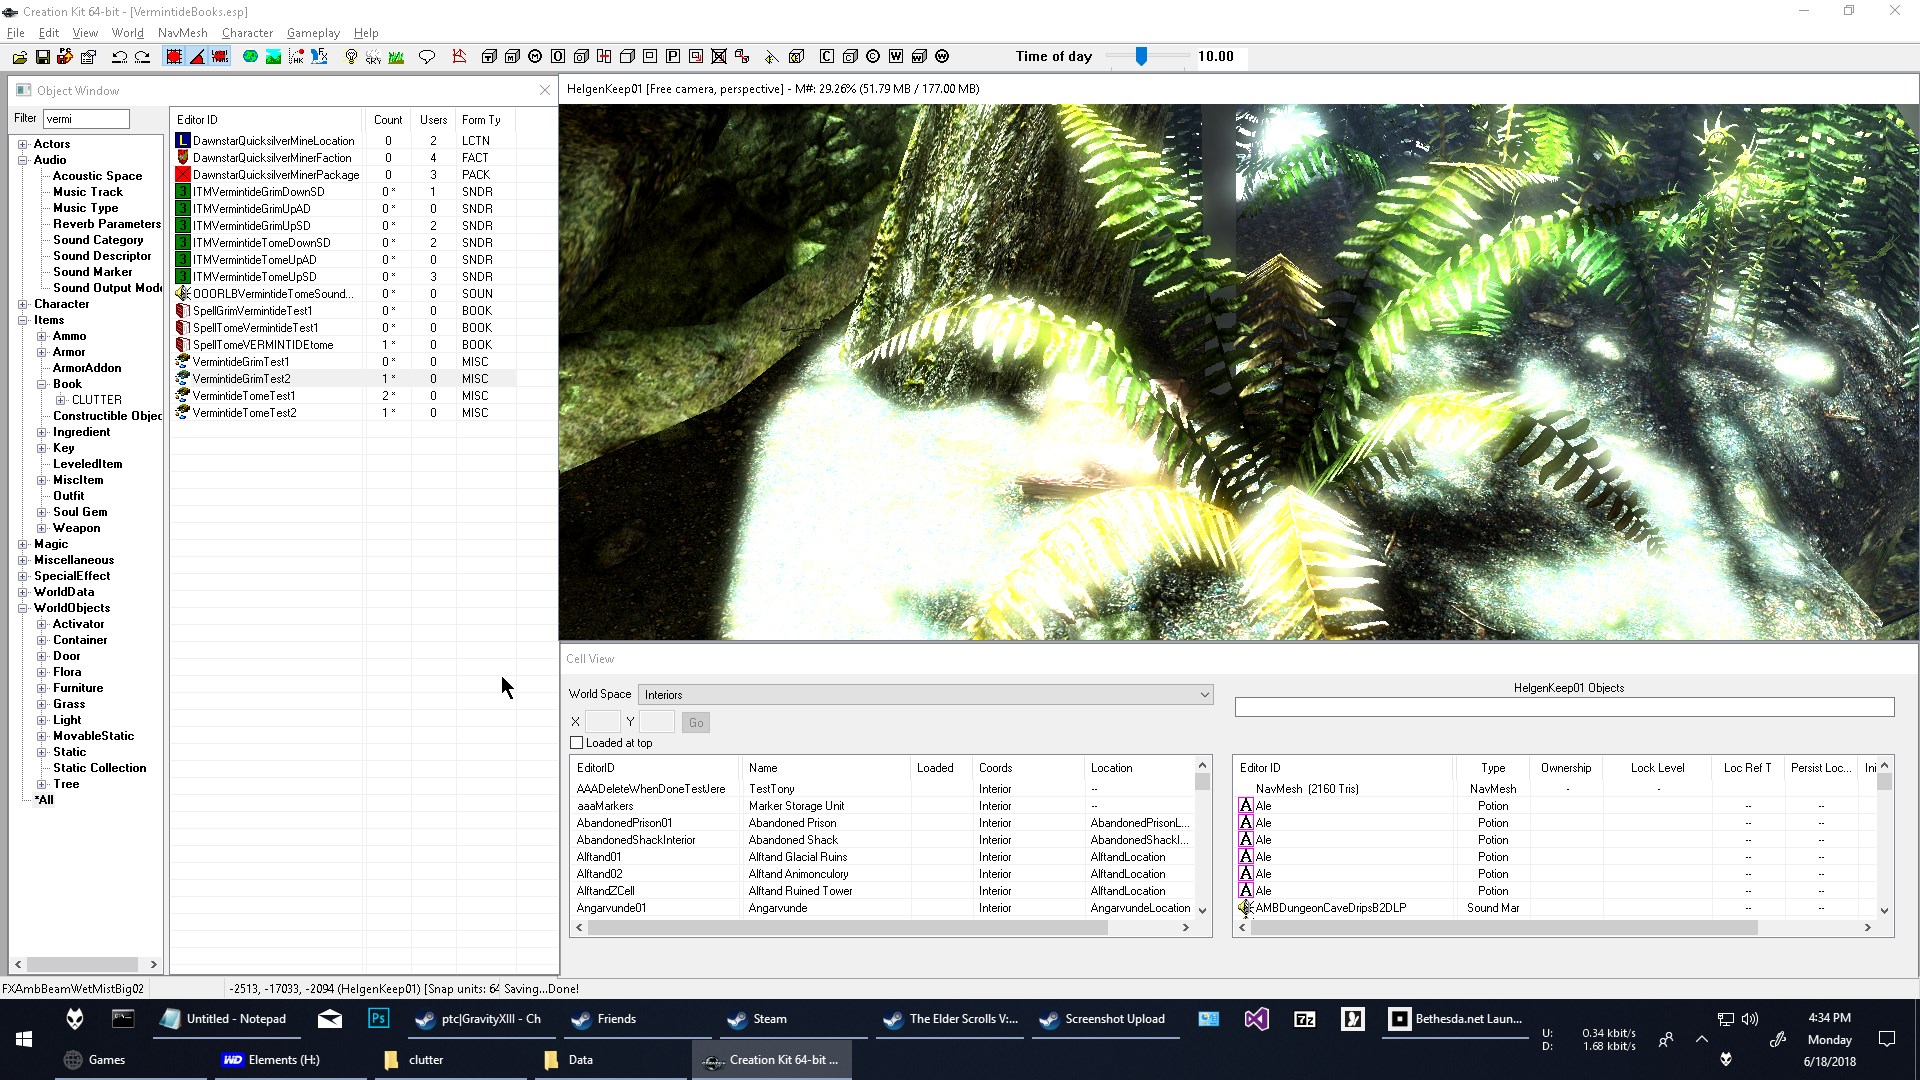 Creation Kit 64-bit - [VermintideBooks.esp]
File Edit View World NavMesh Character Gameplay Help
Time of day 10.00
Object Window
Filter vermi
Actors
Audio
Acoustic Space
Music Track
Music Type
Reverb Parameters
Sound Category
Sound Descriptor
Sound Marker
Sound Output Mode
Character
Items
Ammo
Armor
ArmorAddon
Book
CLUTTER
Constructible Objec
Ingredient
Key
LeveledItem
MiscItem
Outfit
Soul Gem
Weapon
Magic
Miscellaneous
SpecialEffect
WorldData
WorldObjects
Activator
Container
Door
Flora
Furniture
Grass
Light
MovableStatic
Static
Static Collection
Tree
*All
Editor ID Count Users Form Ty
DawnstarQuicksilverMineLocation 0 2 LCTN
DawnstarQuicksilverMinerFaction 0 4 FACT
DawnstarQuicksilverMinerPackage 0 3 PACK
ITMVermintideGrimDownSD 0 * 1 SNDR
ITMVermintideGrimUpAD 0 * 0 SNDR
ITMVermintideGrimUpSD 0 * 2 SNDR
ITMVermintideTomeDownSD 0 * 2 SNDR
ITMVermintideTomeUpAD 0 * 0 SNDR
ITMVermintideTomeUpSD 0 * 3 SNDR
OOORLBVermintideTomeSound... 0 * 0 SOUN
SpellGrimVermintideTest1 0 * 0 BOOK
SpellTomeVermintideTest1 0 * 0 BOOK
SpellTomeVERMINTIDEtome 1 * 0 BOOK
VermintideGrimTest1 0 * 0 MISC
VermintideGrimTest2 1 * 0 MISC
VermintideTomeTest1 2 * 0 MISC
VermintideTomeTest2 1 * 0 MISC
HelgenKeep01 [Free camera, perspective] - M#: 29.26% (51.79 MB / 177.00 MB)
Cell View
World Space Interiors
X Y Go
Loaded at top
EditorID Name Loaded Coords Location
AAADeleteWhenDoneTestJere TestTony Interior --
aaaMarkers Marker Storage Unit Interior --
AbandonedPrison01 Abandoned Prison Interior AbandonedPrisonL...
AbandonedShackInterior Abandoned Shack Interior AbandonedShackI...
Alftand01 Alftand Glacial Ruins Interior AlftandLocation
Alftand02 Alftand Animonculory Interior AlftandLocation
AlftandZCell Alftand Ruined Tower Interior AlftandLocation
Angarvunde01 Angarvunde Interior AngarvundeLocation
HelgenKeep01 Objects
Editor ID Type Ownership Lock Level Loc Ref T Persist Loc... Ini
NavMesh (2160 Tris) NavMesh - -
Ale Potion -- --
Ale Potion -- --
Ale Potion -- --
Ale Potion -- --
Ale Potion -- --
Ale Potion -- --
AMBDungeonCaveDripsB2DLP Sound Mar -- --
FXAmbBeamWetMistBig02 -2513, -17033, -2094 (HelgenKeep01) [Snap units: 64 Saving...Done!
Untitled - Notepad ptc|GravityXIII - Ch Friends Steam The Elder Scrolls V:... Screenshot Upload Bethesda.net Laun...
Games Elements (H:) clutter Data Creation Kit 64-bit ...
U: 0.34 kbit/s
D: 1.68 kbit/s
4:34 PM
Monday
6/18/2018